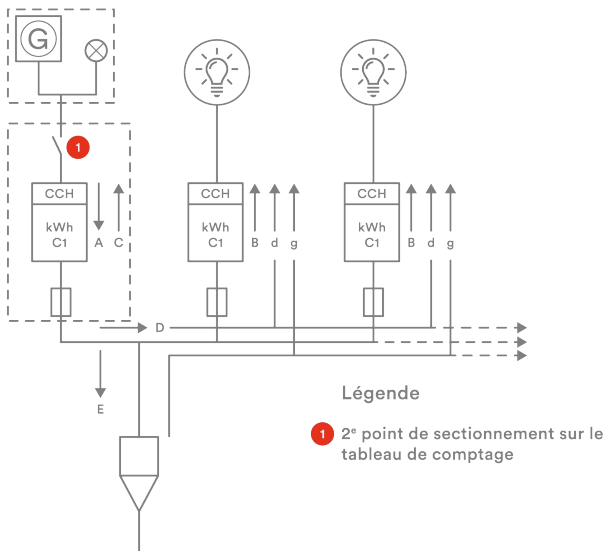 G
1
CCH
kWh
C1
A C
CCH
kWh
C1
B d g
CCH
kWh
C1
B d g
D
E
Légende
1 2e point de sectionnement sur le
tableau de comptage